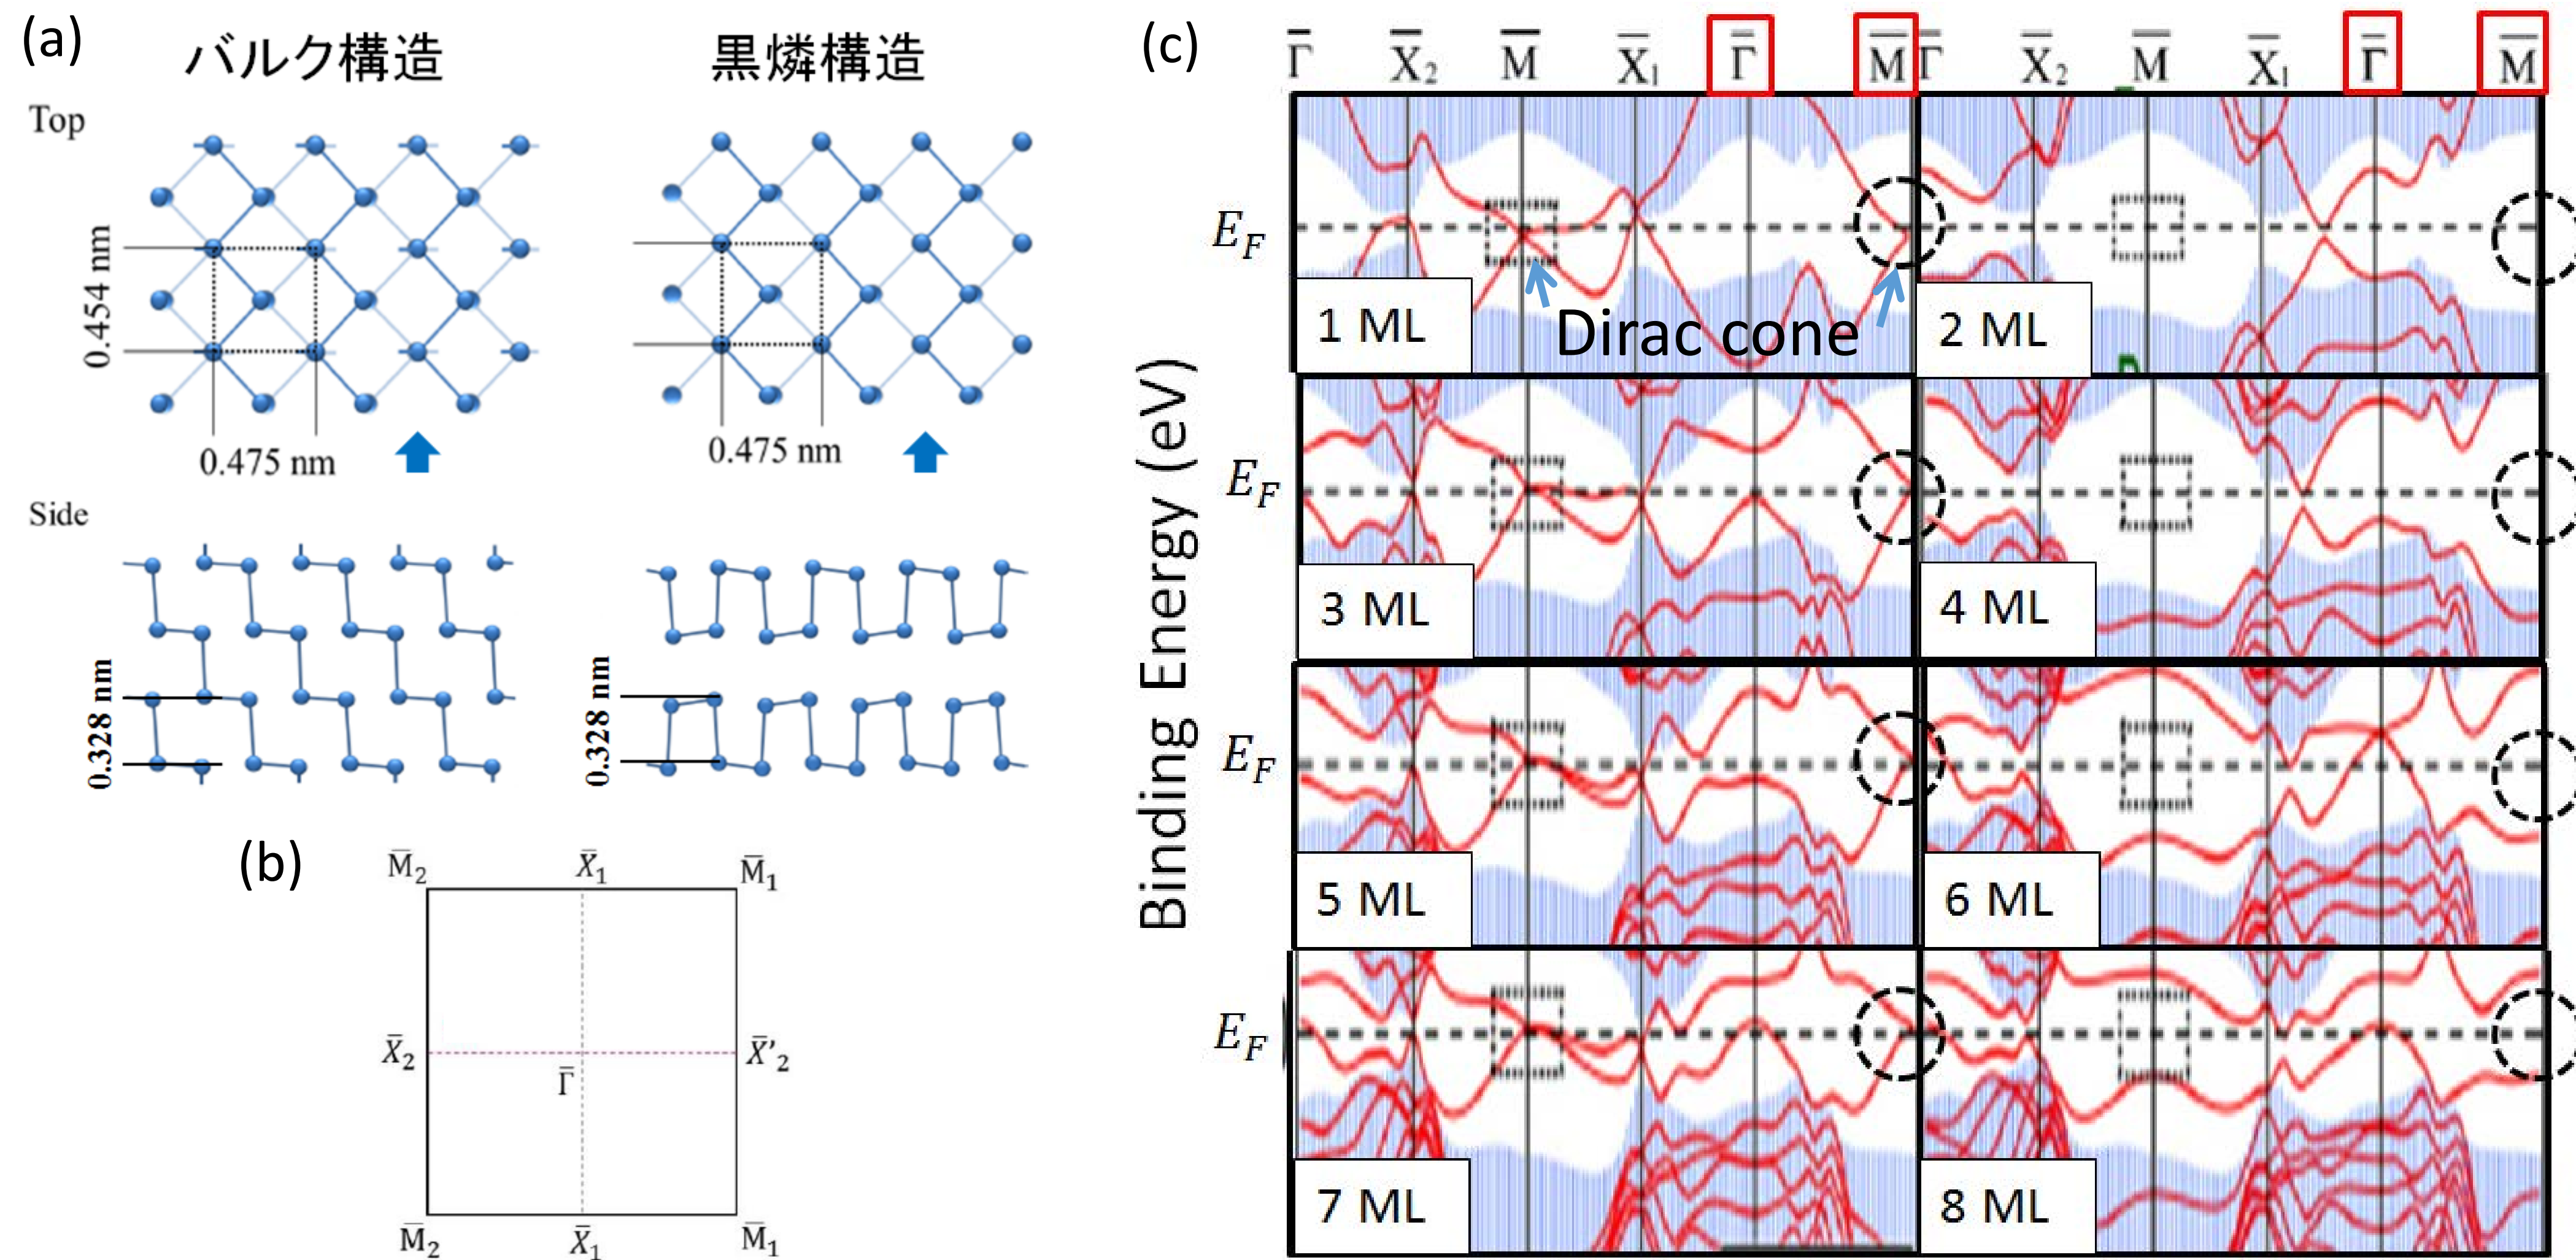 (a)
バルク構造
黒燐構造
Top
0.454 nm
0.475 nm
0.475 nm
Side
0.328 nm
0.328 nm
(b)
M̅₂ X̅₁ M̅₁
X̅₂ Γ̅ X̅'₂
M̅₂ X̅₁ M̅₁
(c)
Γ̅ X̅₂ M̅ X̅₁ Γ̅ M̅ Γ̅ X̅₂ M̅ X̅₁ Γ̅ M̅
Binding Energy (eV)
E_F
1 ML
Dirac cone
2 ML
E_F
3 ML
4 ML
E_F
5 ML
6 ML
E_F
7 ML
8 ML